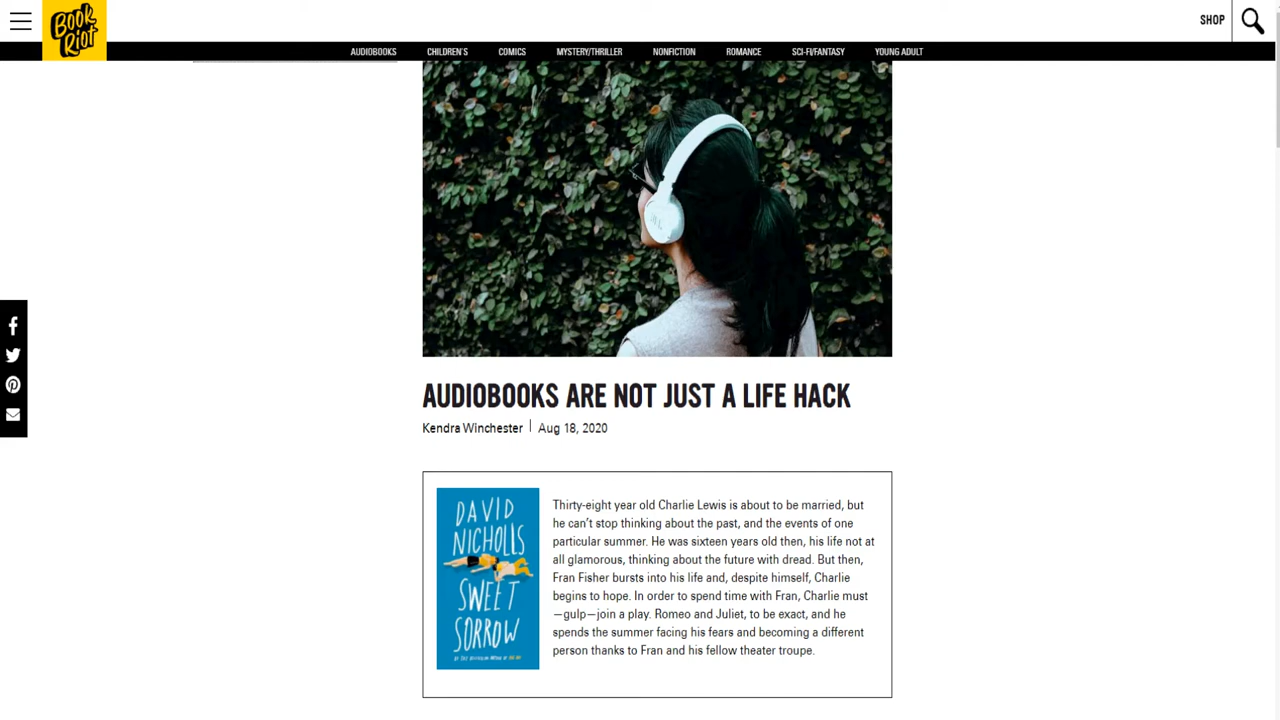 BOOK
RIOT
SHOP
AUDIOBOOKS CHILDREN'S COMICS MYSTERY/THRILLER NONFICTION ROMANCE SCI-FI/FANTASY YOUNG ADULT
AUDIOBOOKS ARE NOT JUST A LIFE HACK
Kendra Winchester | Aug 18, 2020
DAVID
NICHOLLS
SWEET
SORROW
Thirty-eight year old Charlie Lewis is about to be married, but
he can't stop thinking about the past, and the events of one
particular summer. He was sixteen years old then, his life not at
all glamorous, thinking about the future with dread. But then,
Fran Fisher bursts into his life and, despite himself, Charlie
begins to hope. In order to spend time with Fran, Charlie must
—gulp—join a play. Romeo and Juliet, to be exact, and he
spends the summer facing his fears and becoming a different
person thanks to Fran and his fellow theater troupe.